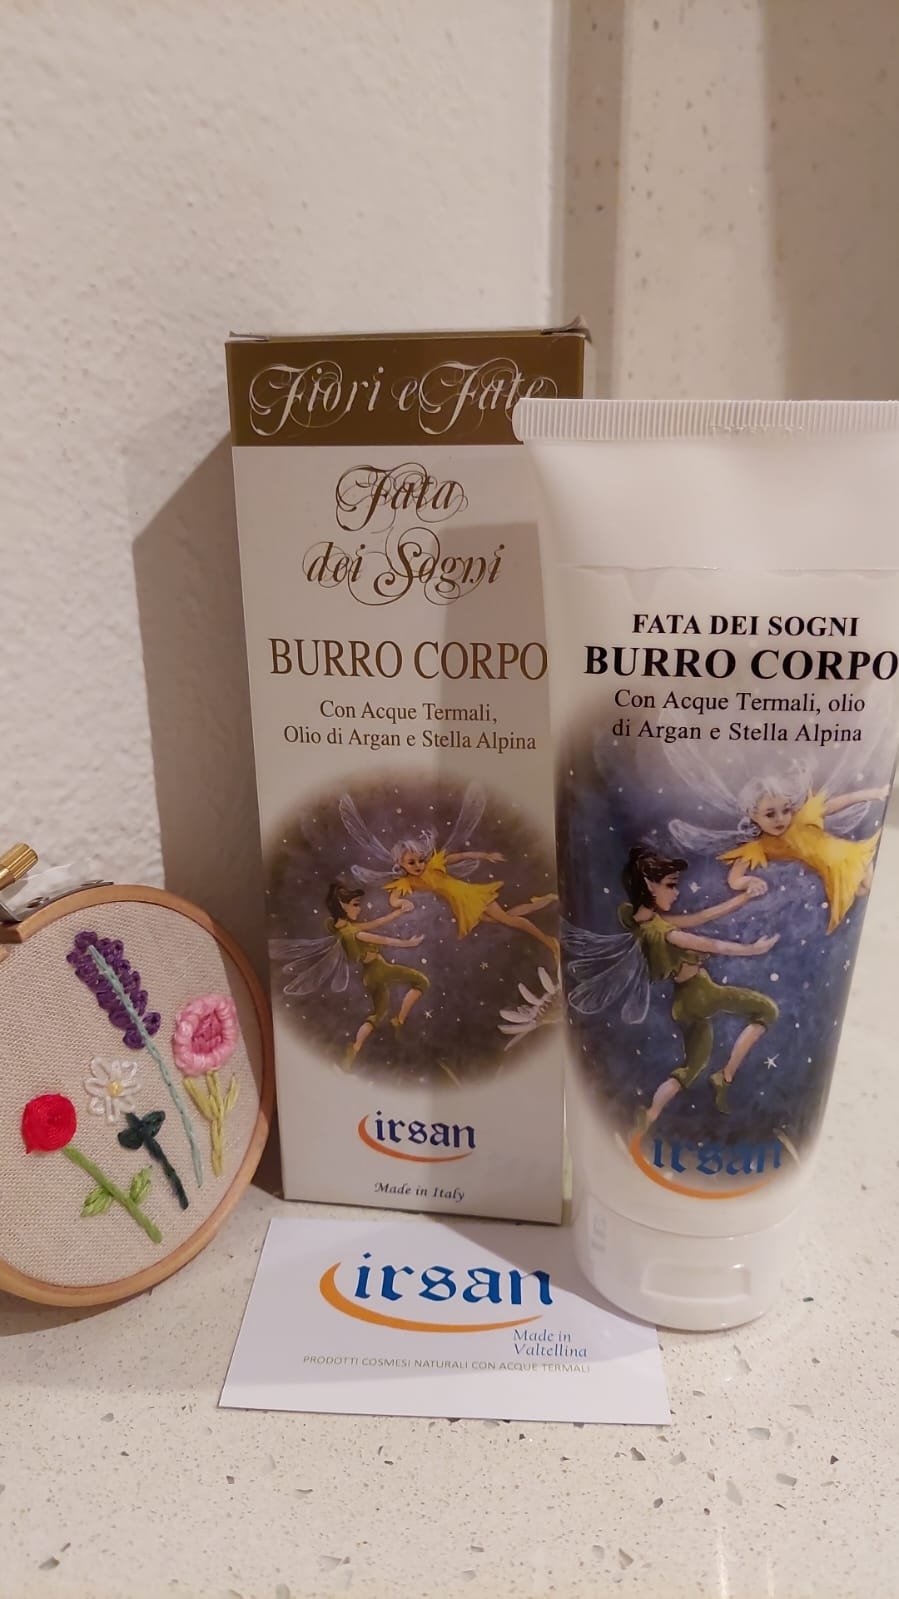 Fiori e Fate
Fata
dei Sogni
BURRO CORPO
Con Acque Termali,
Olio di Argan e Stella Alpina
irsan
Made in Italy
FATA DEI SOGNI
BURRO CORPO
Con Acque Termali, olio
di Argan e Stella Alpina
irsan
irsan
Made in
Valtellina
PRODOTTI COSMESI NATURALI CON ACQUE TERMALI